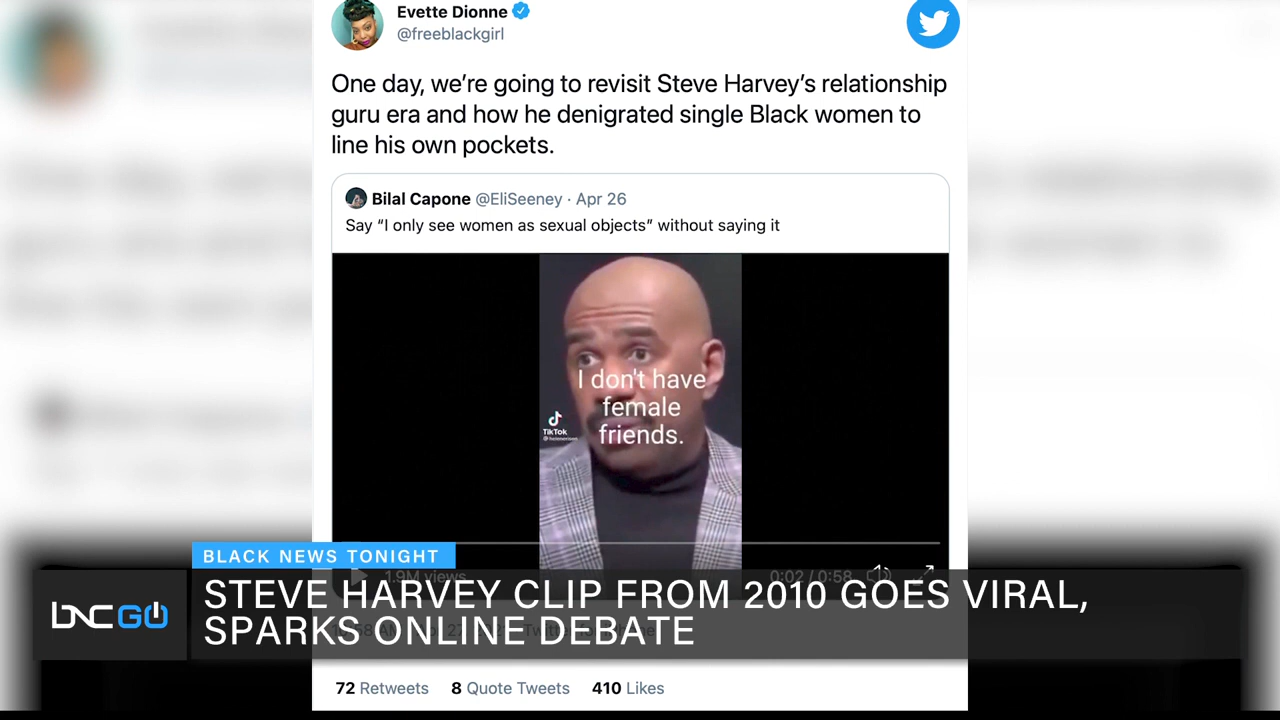 Evette Dionne
@freeblackgirl
One day, we're going to revisit Steve Harvey's relationship
guru era and how he denigrated single Black women to
line his own pockets.
Bilal Capone @EliSeeney · Apr 26
Say “I only see women as sexual objects” without saying it
I don't have
female
friends.
TikTok
1.9M views
0:02 / 0:58
BLACK NEWS TONIGHT
BNC GO
STEVE HARVEY CLIP FROM 2010 GOES VIRAL,
SPARKS ONLINE DEBATE
72 Retweets 8 Quote Tweets 410 Likes